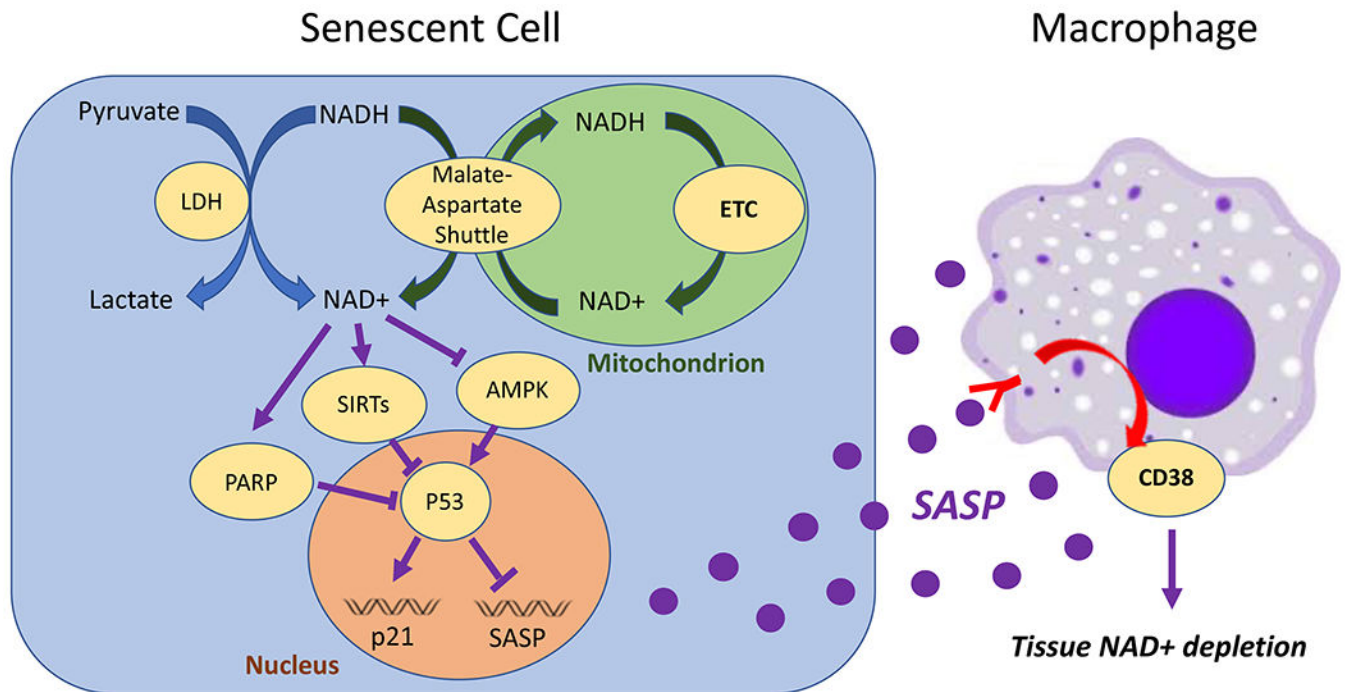 Senescent Cell
Macrophage
Pyruvate
NADH
NADH
LDH
Malate-
Aspartate
Shuttle
ETC
Lactate
NAD+
NAD+
Mitochondrion
SIRTs
AMPK
PARP
P53
CD38
SASP
p21
SASP
Nucleus
Tissue NAD+ depletion